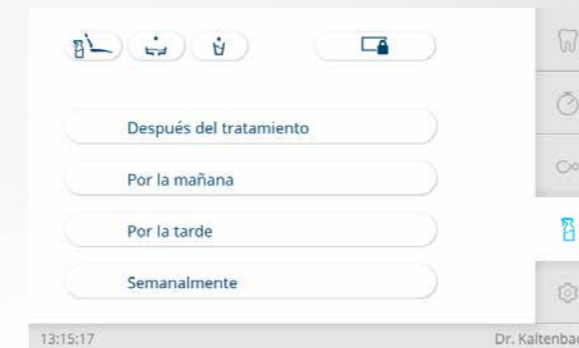 Después del tratamiento
Por la mañana
Por la tarde
Semanalmente
13:15:17
Dr. Kaltenbac